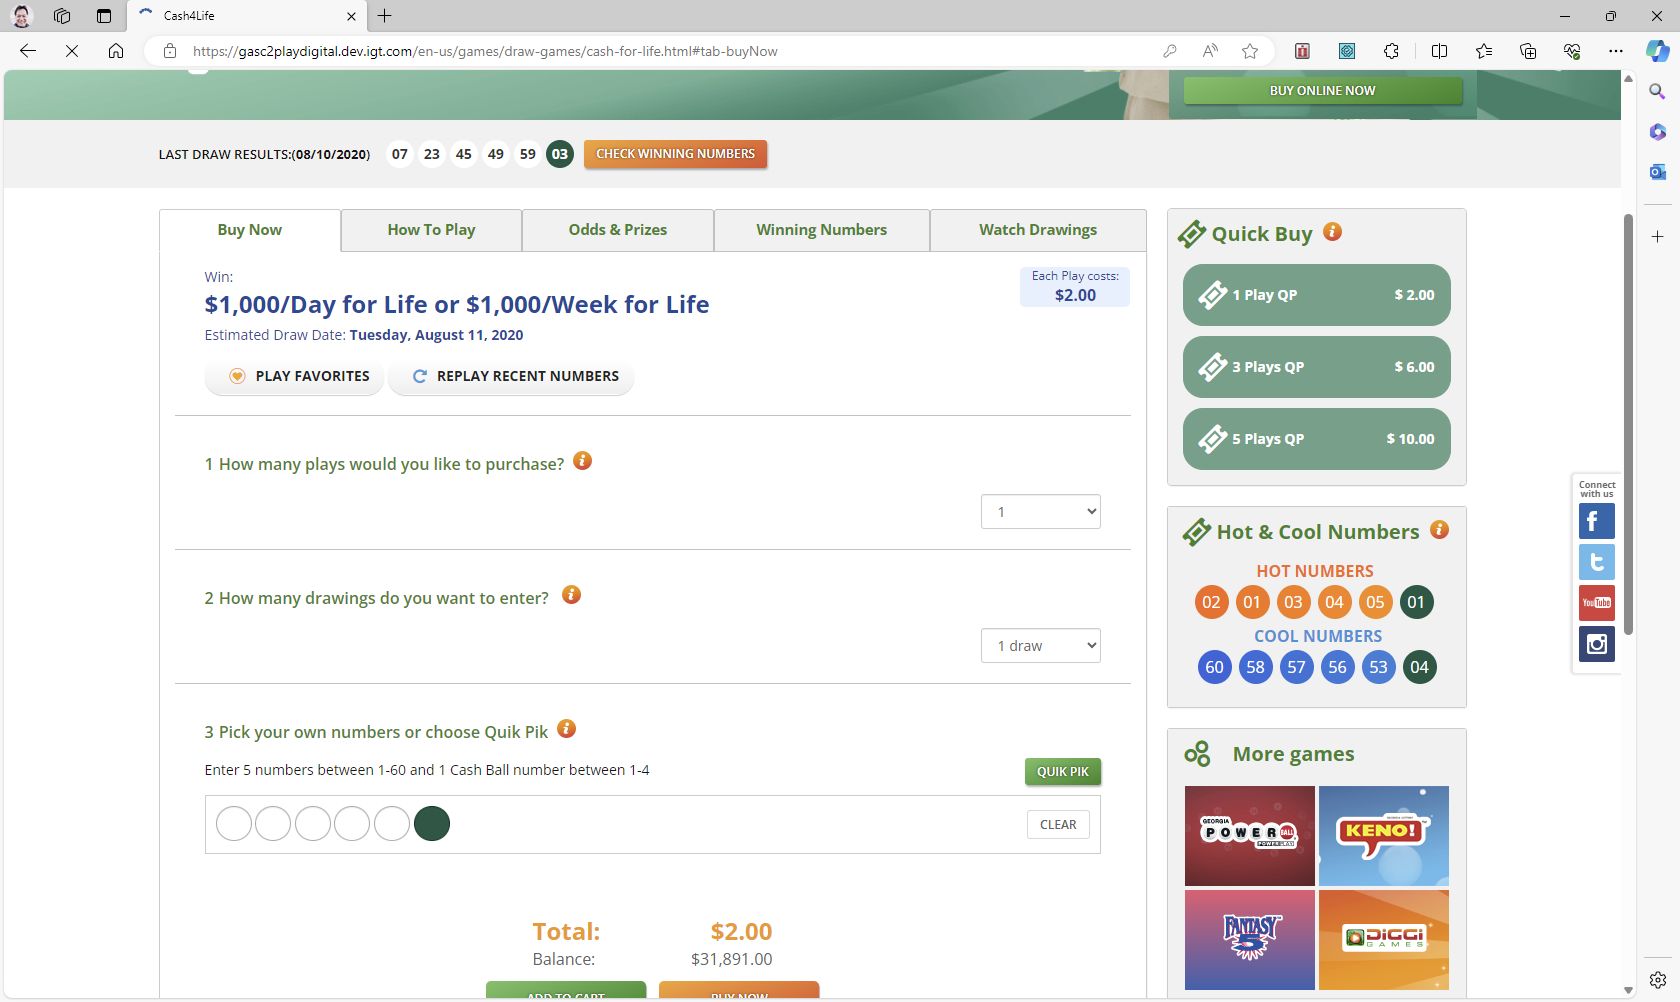 Cash4Life
https://gasc2playdigital.dev.igt.com/en-us/games/draw-games/cash-for-life.html#tab-buyNow
BUY ONLINE NOW
LAST DRAW RESULTS:(08/10/2020) 07 23 45 49 59 03 CHECK WINNING NUMBERS
Buy Now How To Play Odds & Prizes Winning Numbers Watch Drawings
Win:
$1,000/Day for Life or $1,000/Week for Life
Estimated Draw Date: Tuesday, August 11, 2020
Each Play costs:
$2.00
PLAY FAVORITES REPLAY RECENT NUMBERS
1 How many plays would you like to purchase?
1
2 How many drawings do you want to enter?
1 draw
3 Pick your own numbers or choose Quik Pik
Enter 5 numbers between 1-60 and 1 Cash Ball number between 1-4
QUIK PIK
CLEAR
Total: $2.00
Balance: $31,891.00
ADD TO CART BUY NOW
Quick Buy
1 Play QP $ 2.00
3 Plays QP $ 6.00
5 Plays QP $ 10.00
Hot & Cool Numbers
HOT NUMBERS
02 01 03 04 05 01
COOL NUMBERS
60 58 57 56 53 04
More games
GEORGIA
POWERBALL
POWERPLAY
KENO!
FANTASY
5
DIGGI
GAMES
Connect
with us
YouTube